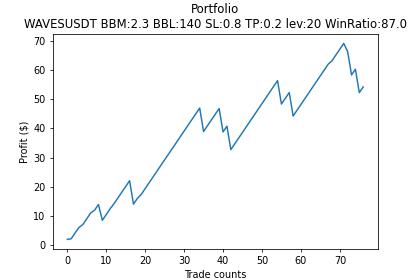 Portfolio
WAVESUSDT BBM:2.3 BBL:140 SL:0.8 TP:0.2 lev:20 WinRatio:87.0
Profit ($)
70
60
50
40
30
20
10
0
0 10 20 30 40 50 60 70
Trade counts